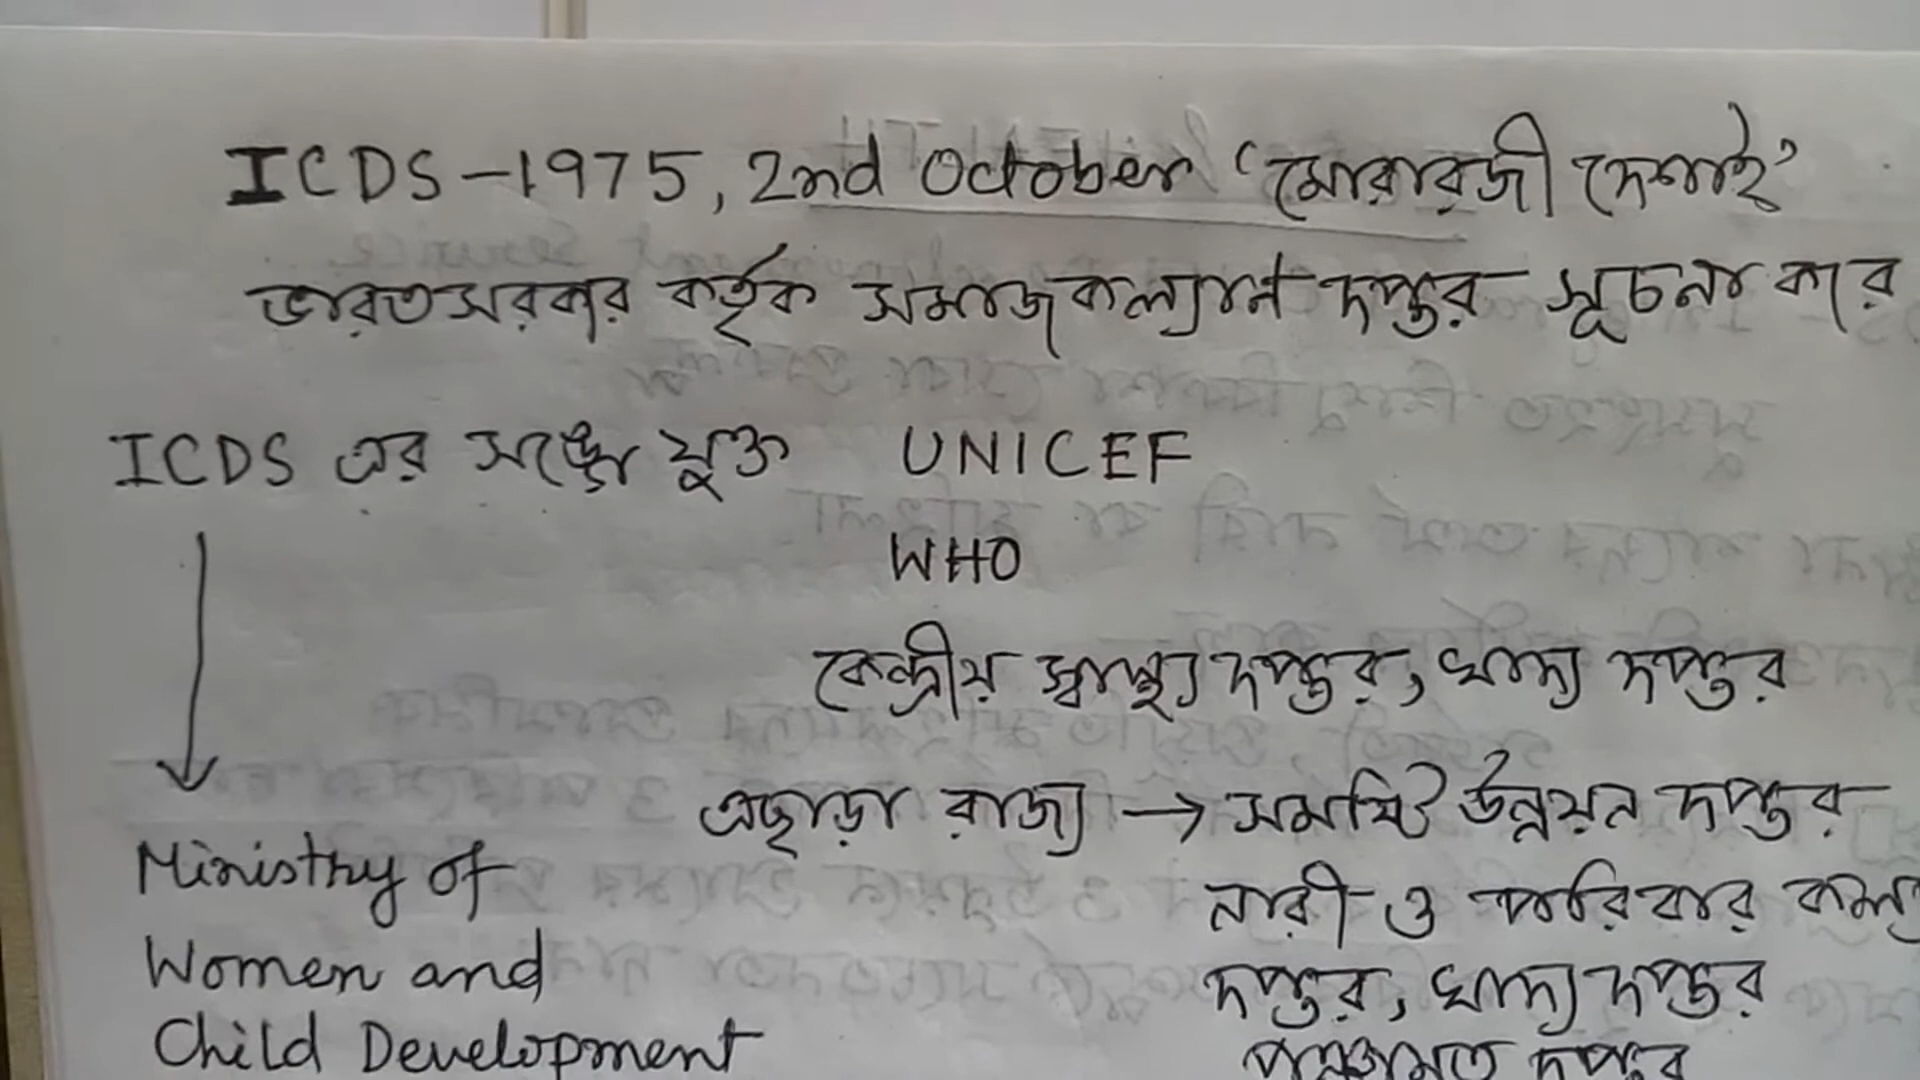 ICDS - 1975, 2nd October 'মোরারজী দেশাই'
ভারতসরকার কর্তৃক সমাজকল্যান দপ্তর সূচনা করে
ICDS এর সঙ্গে যুক্ত UNICEF
WHO
কেন্দ্রীয় স্বাস্থ্য দপ্তর, খাদ্য দপ্তর
এছাড়া রাজ্য → সমষ্টি উন্নয়ন দপ্তর
নারী ও পরিবার
দপ্তর, খাদ্য দপ্তর
দপ্তর
Ministry of
Women and
Child Development